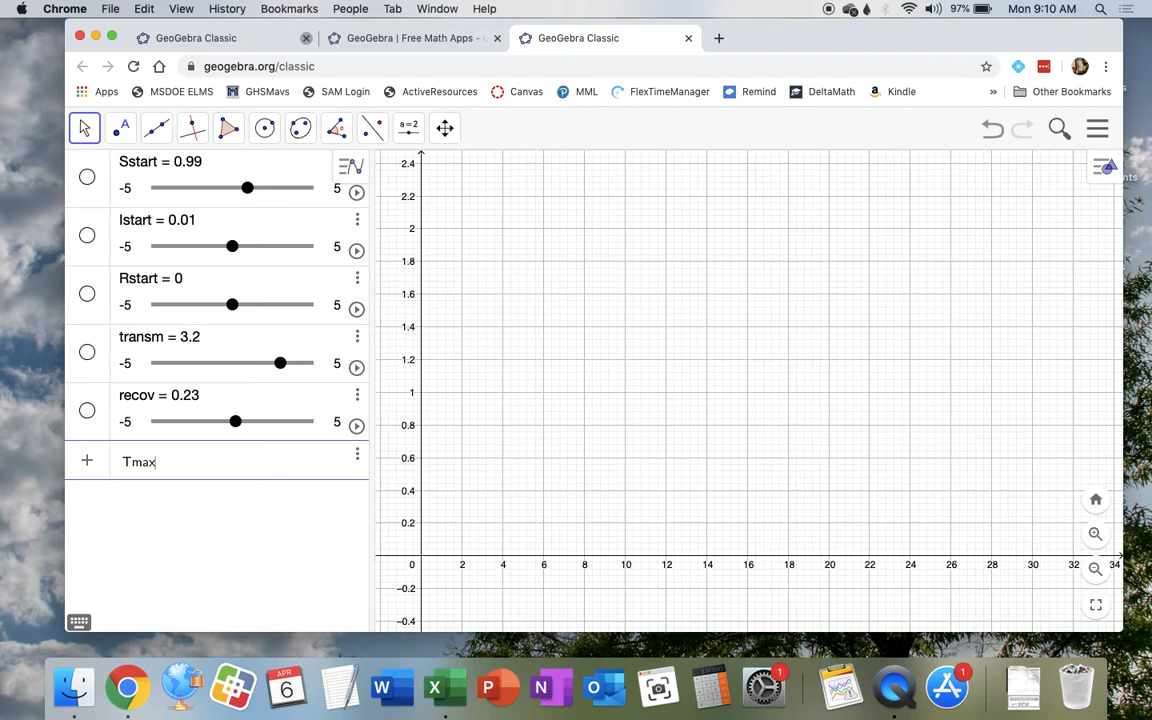 Chrome File Edit View History Bookmarks People Tab Window Help 97% Mon 9:10 AM
GeoGebra Classic GeoGebra | Free Math Apps - GeoGebra Classic
geogebra.org/classic
Apps MSDOE ELMS GHSMavs SAM Login ActiveResources Canvas MML FlexTimeManager Remind DeltaMath Kindle » Other Bookmarks
a=2
Sstart = 0.99
-5 5
Istart = 0.01
-5 5
Rstart = 0
-5 5
transm = 3.2
-5 5
recov = 0.23
-5 5
Tmax
2.4
2.2
2
1.8
1.6
1.4
1.2
1
0.8
0.6
0.4
0.2
0 2 4 6 8 10 12 14 16 18 20 22 24 26 28 30 32 34
-0.2
-0.4
APR
6
W X P N O
1
1